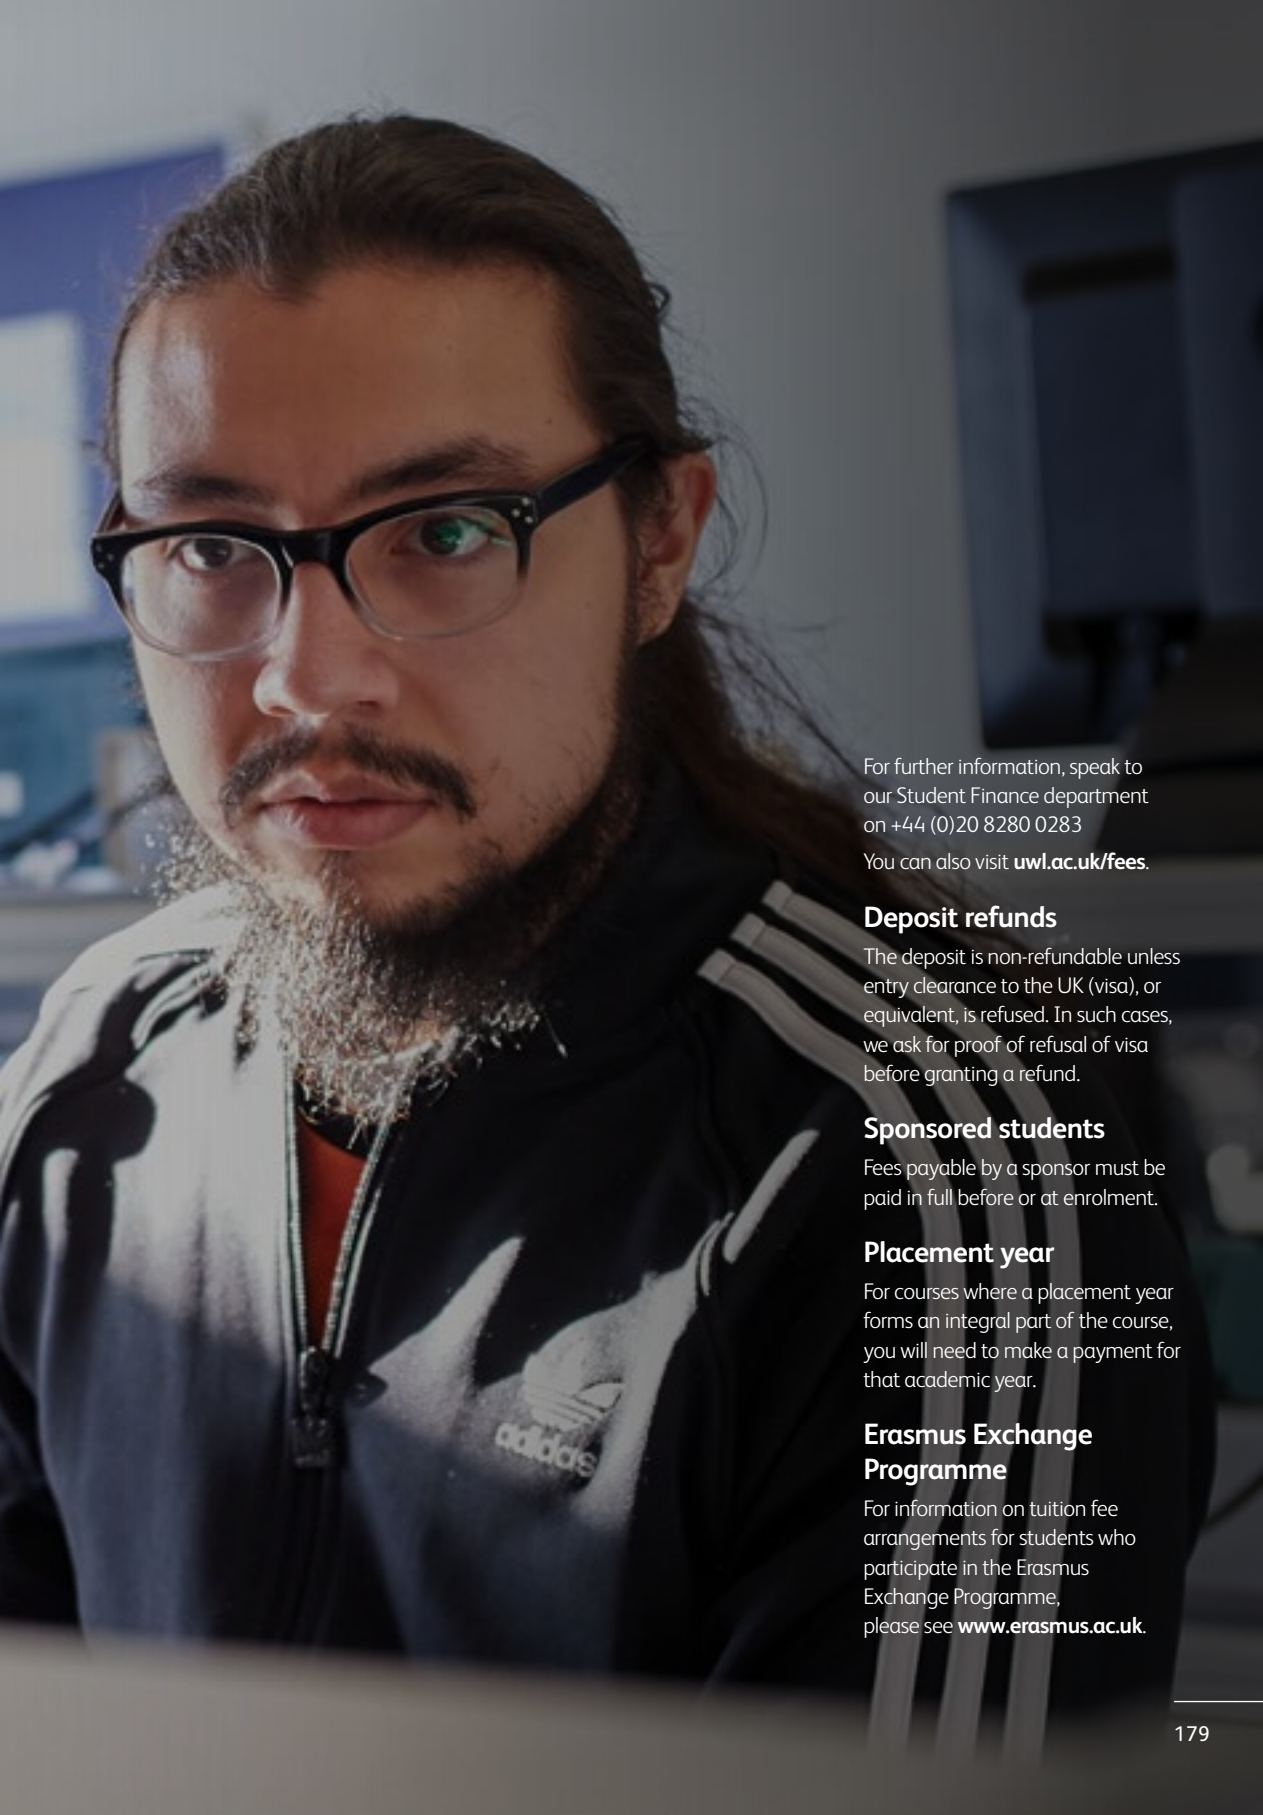 For further information, speak to
our Student Finance department
on +44 (0)20 8280 0283
You can also visit uwl.ac.uk/fees.
Deposit refunds
The deposit is non-refundable unless
entry clearance to the UK (visa), or
equivalent, is refused. In such cases,
we ask for proof of refusal of visa
before granting a refund.
Sponsored students
Fees payable by a sponsor must be
paid in full before or at enrolment.
Placement year
For courses where a placement year
forms an integral part of the course,
you will need to make a payment for
that academic year.
Erasmus Exchange
Programme
For information on tuition fee
arrangements for students who
participate in the Erasmus
Exchange Programme,
please see www.erasmus.ac.uk.
adidas
179